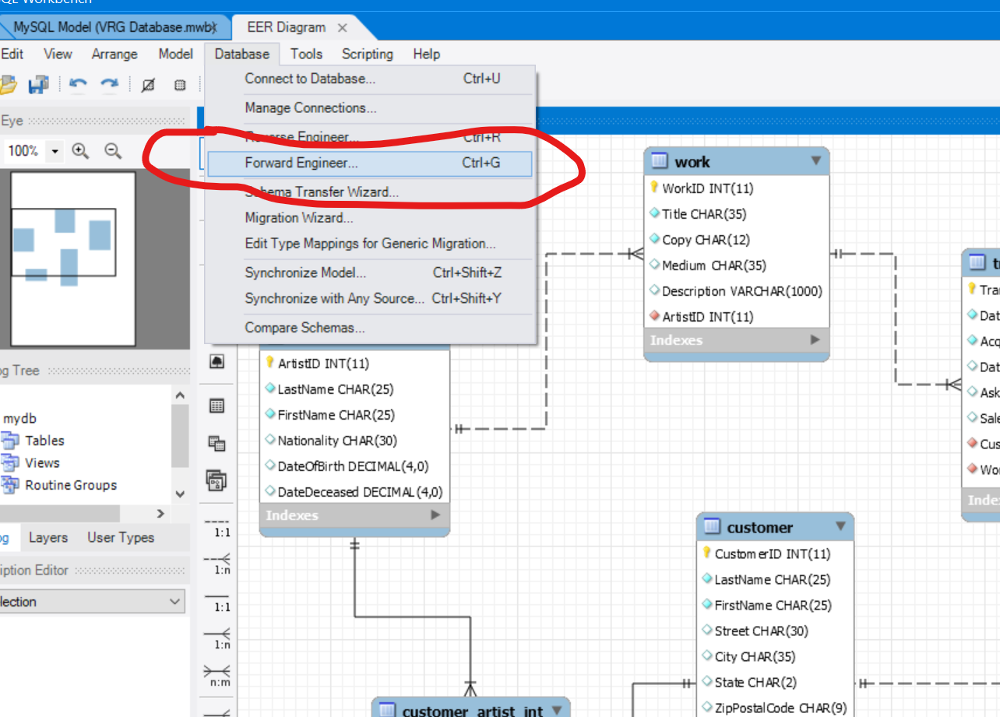 SQL Workbench
MySQL Model (VRG Database.mwb)
EER Diagram
Edit View Arrange Model Database Tools Scripting Help
Connect to Database... Ctrl+U
Manage Connections...
Reverse Engineer... Ctrl+R
Forward Engineer... Ctrl+G
Schema Transfer Wizard...
Migration Wizard...
Edit Type Mappings for Generic Migration...
Synchronize Model... Ctrl+Shift+Z
Synchronize with Any Source... Ctrl+Shift+Y
Compare Schemas...
Eye
100%
og Tree
mydb
Tables
Views
Routine Groups
og Layers User Types
iption Editor
lection
1:1
1:n
1:1
1:n
n:m
ArtistID INT(11)
LastName CHAR(25)
FirstName CHAR(25)
Nationality CHAR(30)
DateOfBirth DECIMAL(4,0)
DateDeceased DECIMAL(4,0)
Indexes
work
WorkID INT(11)
Title CHAR(35)
Copy CHAR(12)
Medium CHAR(35)
Description VARCHAR(1000)
ArtistID INT(11)
Indexes
t
Tra
Dat
Acq
Dat
Ask
Sale
Cus
Wo
Inde
customer
CustomerID INT(11)
LastName CHAR(25)
FirstName CHAR(25)
Street CHAR(30)
City CHAR(35)
State CHAR(2)
ZipPostalCode CHAR(9)
customer_artist_int